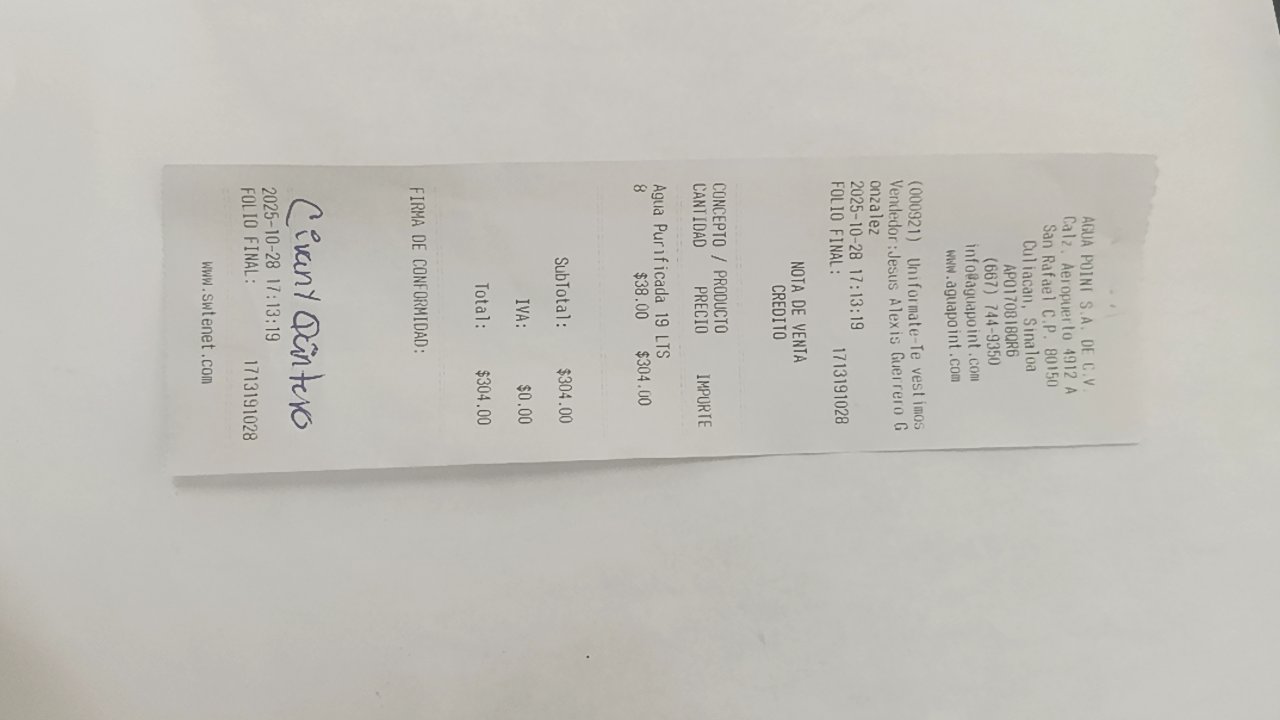 AGUA POINT S.A. DE C.V.
Calz. Aeropuerto 4912 A
San Rafael C.P. 80150
Culiacan, Sinaloa
APO170818QR6
(667) 744-9350
info@aguapoint.com
www.aguapoint.com
(000921) Uniformate-Te vestimos
Vendedor:Jesus Alexis Guerrero G
onzalez
2025-10-28 17:13:19
FOLIO FINAL: 1713191028
NOTA DE VENTA
CREDITO
CONCEPTO / PRODUCTO
CANTIDAD PRECIO IMPORTE
Agua Purificada 19 LTS
8 $38.00 $304.00
SubTotal: $304.00
IVA: $0.00
Total: $304.00
FIRMA DE CONFORMIDAD:
2025-10-28 17:13:19
FOLIO FINAL: 1713191028
www.swtenet.com